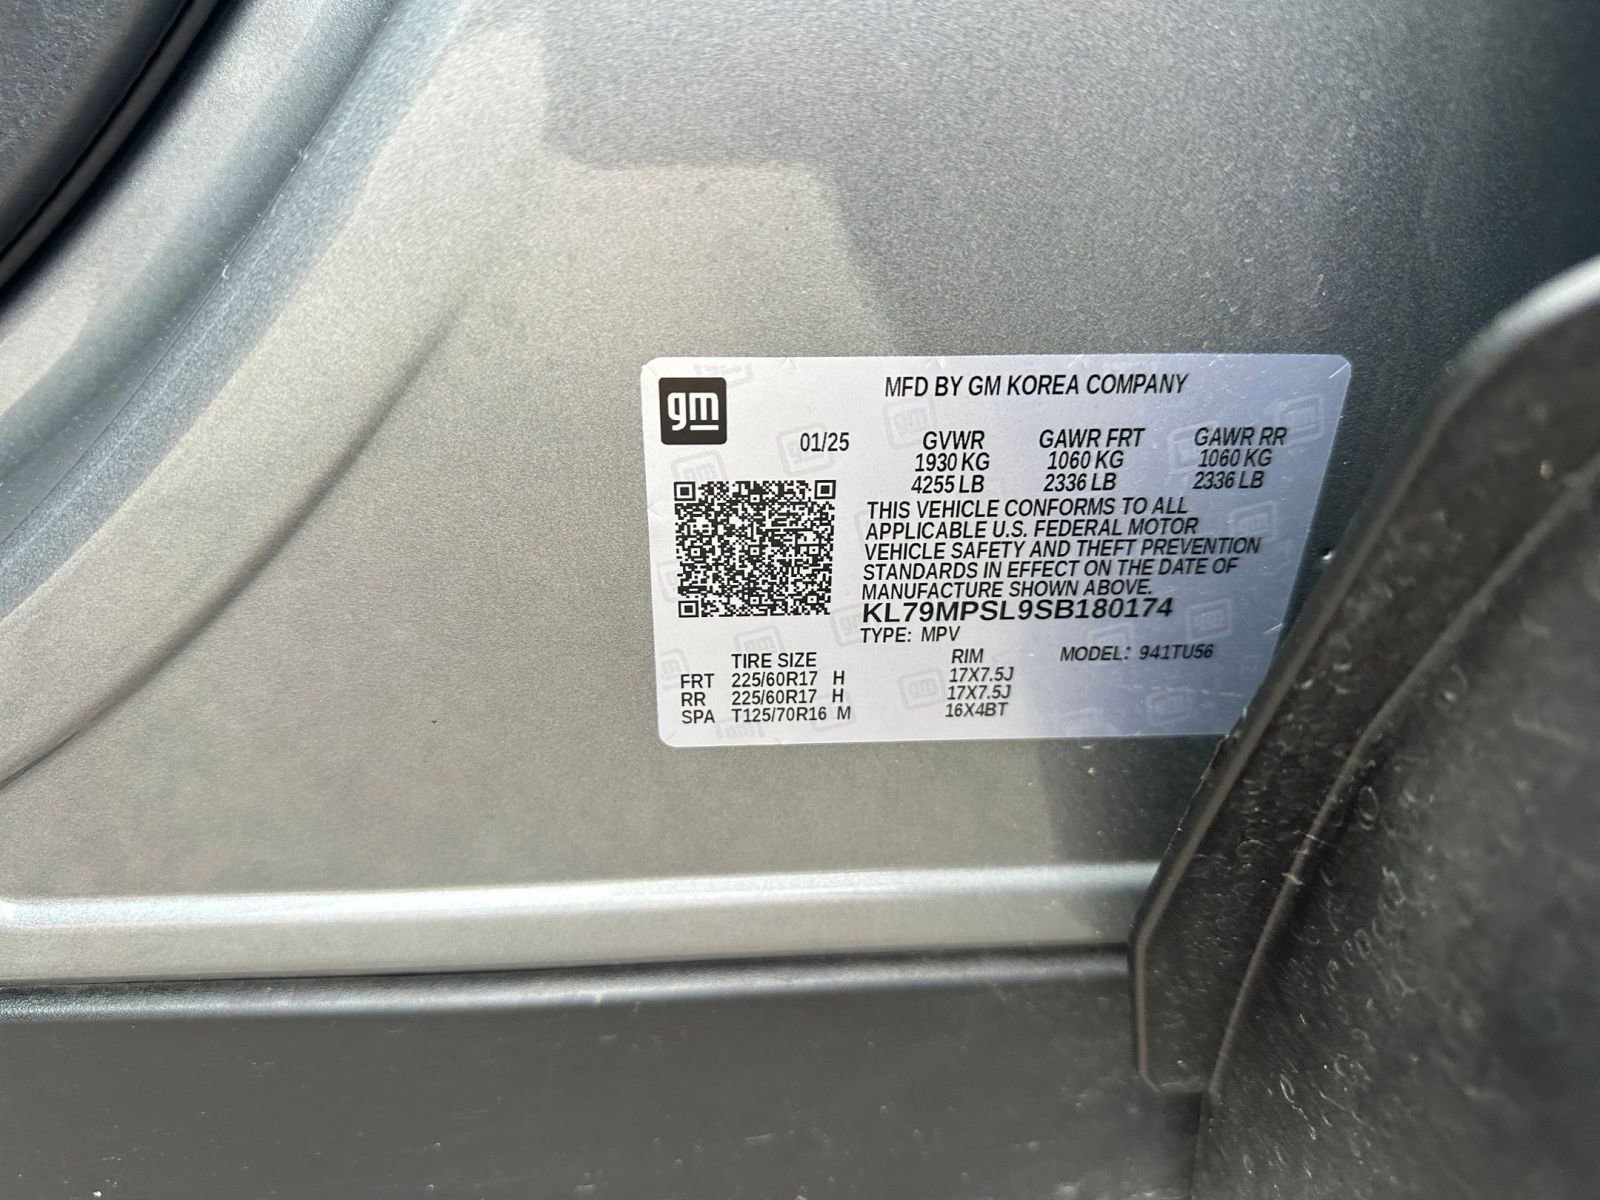 gm
MFD BY GM KOREA COMPANY
01/25 GVWR GAWR FRT GAWR RR
1930 KG 1060 KG 1060 KG
4255 LB 2336 LB 2336 LB
THIS VEHICLE CONFORMS TO ALL
APPLICABLE U.S. FEDERAL MOTOR
VEHICLE SAFETY AND THEFT PREVENTION
STANDARDS IN EFFECT ON THE DATE OF
MANUFACTURE SHOWN ABOVE.
KL79MPSL9SB180174
TYPE: MPV
TIRE SIZE RIM MODEL: 941TU56
FRT 225/60R17 H 17X7.5J
RR 225/60R17 H 17X7.5J
SPA T125/70R16 M 16X4BT